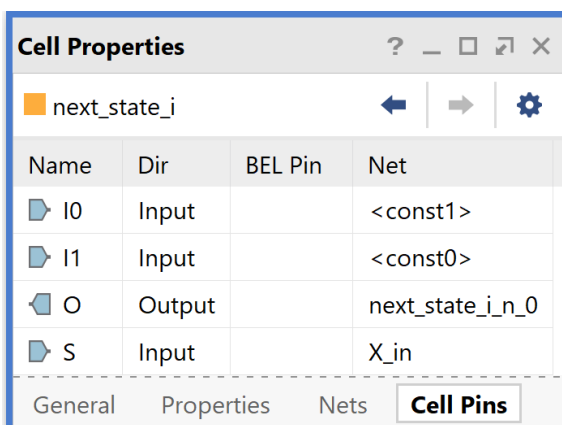 Cell Properties ? _
next_state_i
Name Dir BEL Pin Net
I0 Input <const1>
I1 Input <const0>
O Output next_state_i_n_0
S Input X_in
General Properties Nets Cell Pins